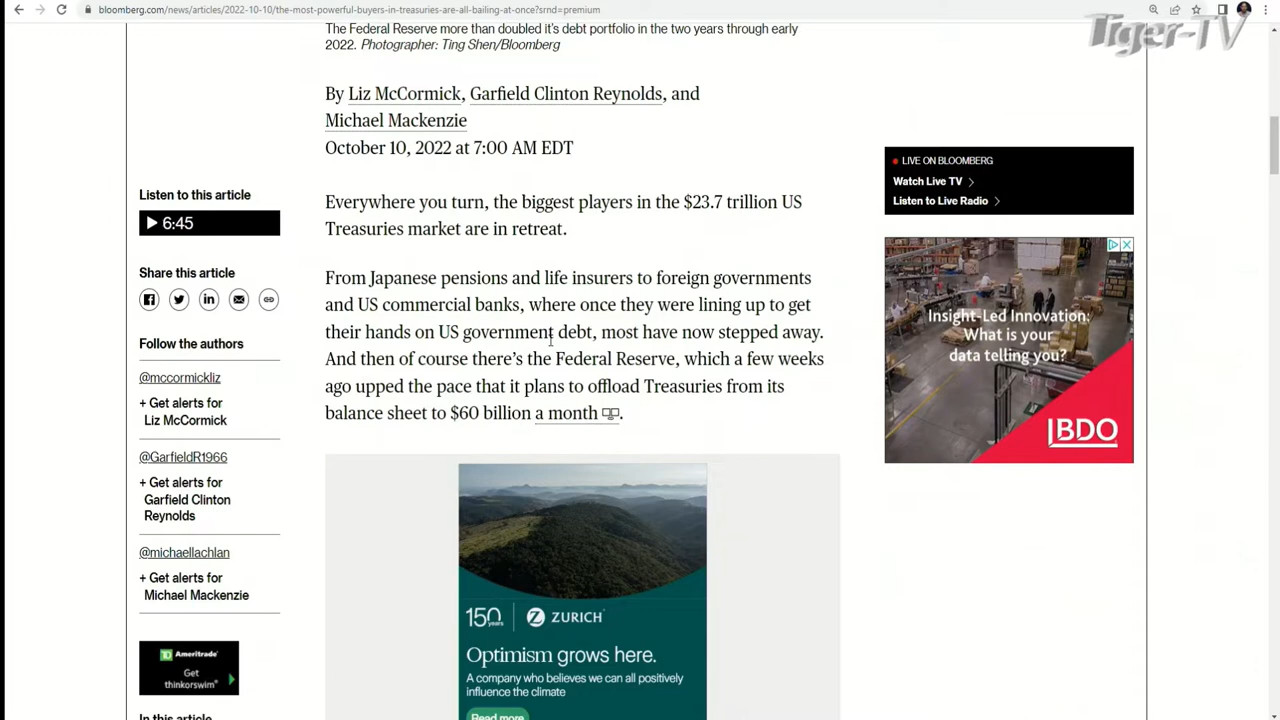 bloomberg.com/news/articles/2022-10-10/the-most-powerful-buyers-in-treasuries-are-all-bailing-at-once?srnd=premium
Tiger-TV
The Federal Reserve more than doubled it's debt portfolio in the two years through early
2022. Photographer: Ting Shen/Bloomberg
By Liz McCormick, Garfield Clinton Reynolds, and
Michael Mackenzie
October 10, 2022 at 7:00 AM EDT
Listen to this article
6:45
Share this article
Follow the authors
@mccormickliz
+ Get alerts for
Liz McCormick
@GarfieldR1966
+ Get alerts for
Garfield Clinton
Reynolds
@michaellachlan
+ Get alerts for
Michael Mackenzie
Ameritrade
Get
thinkorswim
In this article
Everywhere you turn, the biggest players in the $23.7 trillion US
Treasuries market are in retreat.
From Japanese pensions and life insurers to foreign governments
and US commercial banks, where once they were lining up to get
their hands on US government debt, most have now stepped away.
And then of course there's the Federal Reserve, which a few weeks
ago upped the pace that it plans to offload Treasuries from its
balance sheet to $60 billion a month.
150 years
ZURICH
Optimism grows here.
A company who believes we can all positively
influence the climate
Read more
LIVE ON BLOOMBERG
Watch Live TV
Listen to Live Radio
Insight-Led Innovation:
What is your
data telling you?
BDO